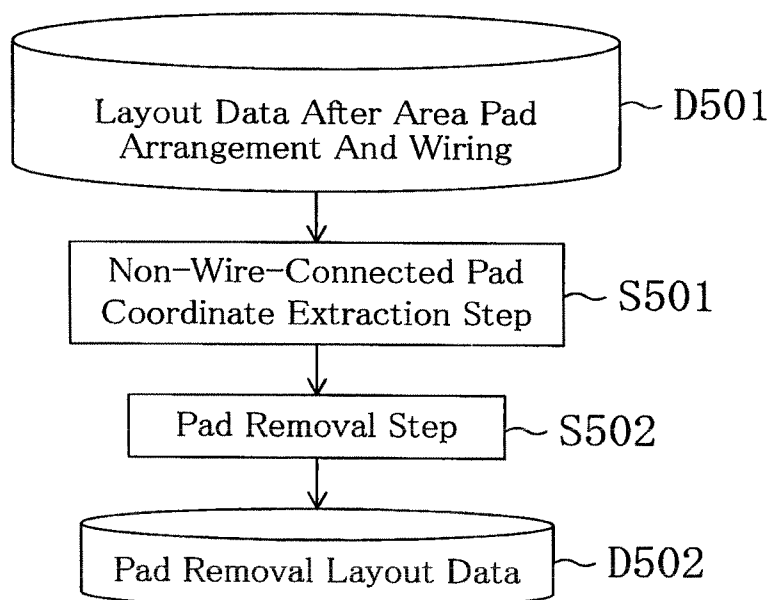 Layout Data After Area Pad
Arrangement And Wiring
D501
Non-Wire-Connected Pad
Coordinate Extraction Step
S501
Pad Removal Step
S502
Pad Removal Layout Data
D502